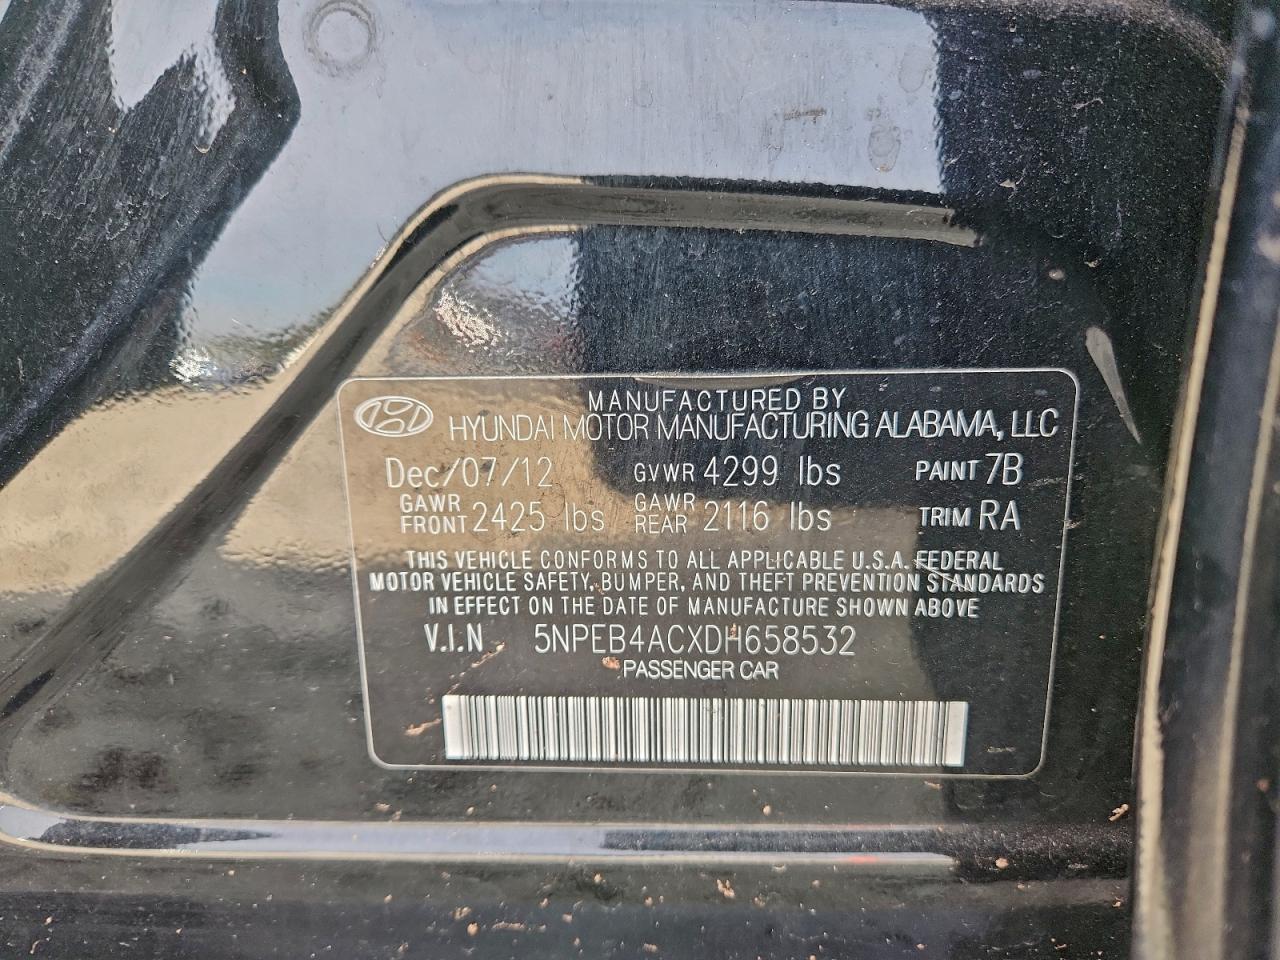 MANUFACTURED BY
HYUNDAI MOTOR MANUFACTURING ALABAMA, LLC
Dec/07/12 GVWR 4299 lbs PAINT 7B
GAWR FRONT 2425 lbs GAWR REAR 2116 lbs TRIM RA
THIS VEHICLE CONFORMS TO ALL APPLICABLE U.S.A. FEDERAL
MOTOR VEHICLE SAFETY, BUMPER, AND THEFT PREVENTION STANDARDS
IN EFFECT ON THE DATE OF MANUFACTURE SHOWN ABOVE
V.I.N 5NPEB4ACXDH658532
PASSENGER CAR